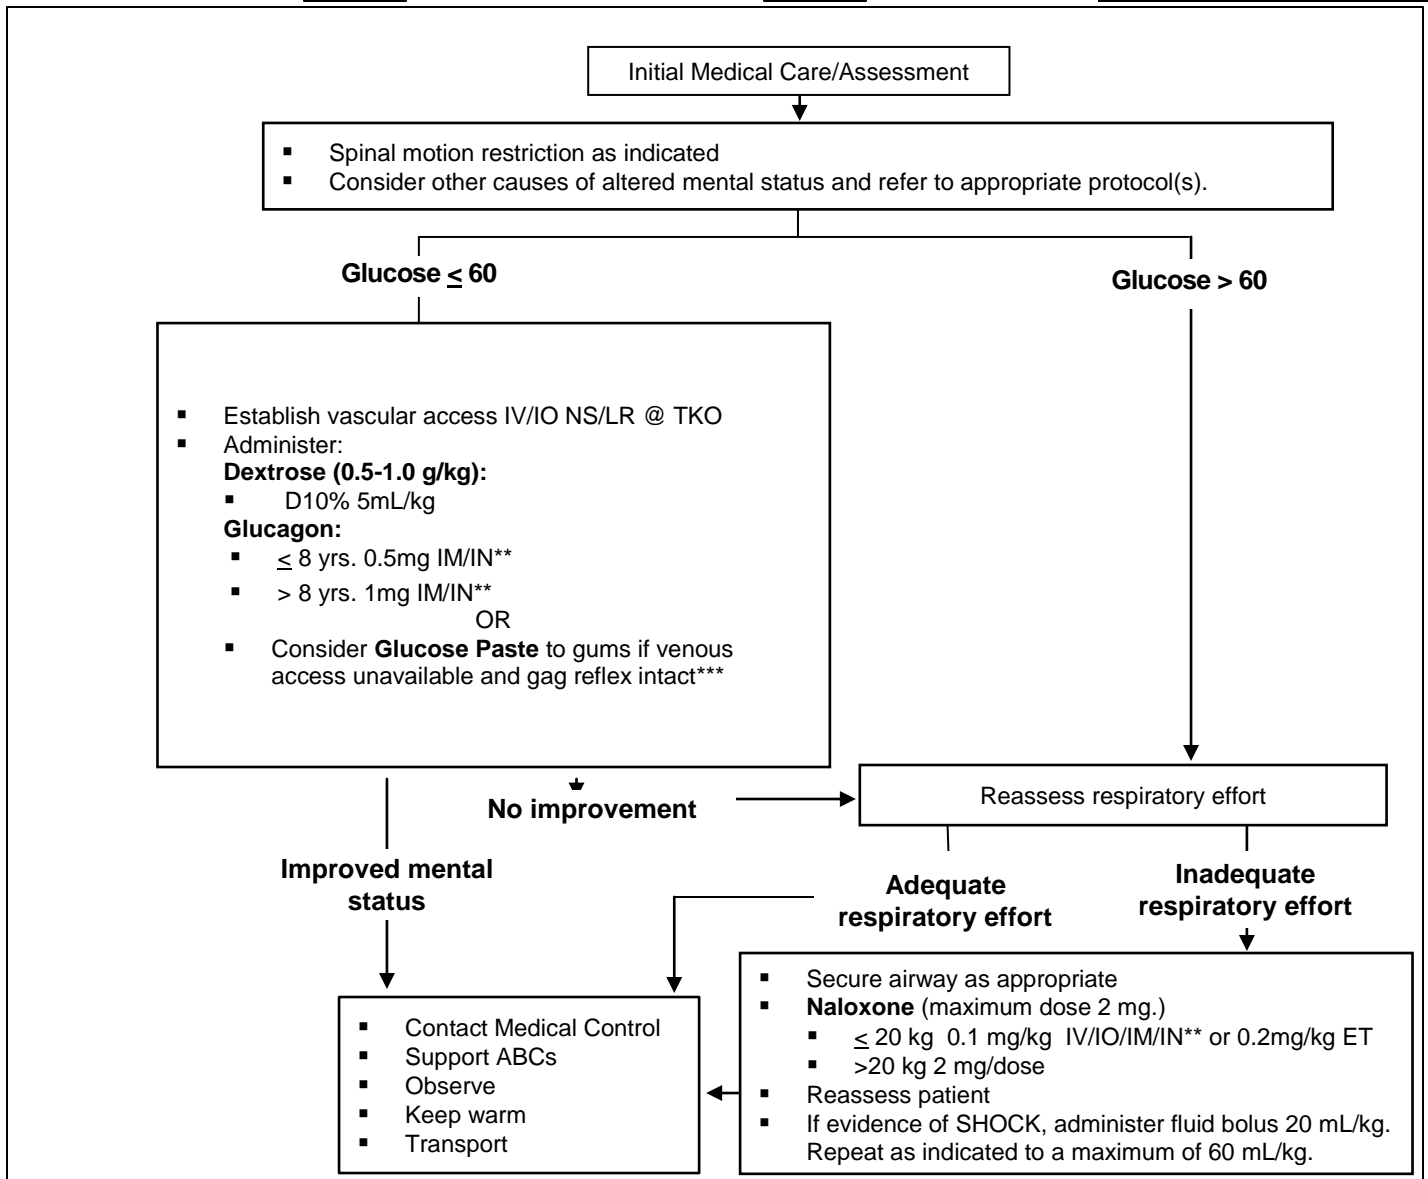 Initial Medical Care/Assessment
▪ Spinal motion restriction as indicated
▪ Consider other causes of altered mental status and refer to appropriate protocol(s).
Glucose ≤ 60
Glucose > 60
▪ Establish vascular access IV/IO NS/LR @ TKO
▪ Administer:
Dextrose (0.5-1.0 g/kg):
▪ D10% 5mL/kg
Glucagon:
▪ ≤ 8 yrs. 0.5mg IM/IN**
▪ > 8 yrs. 1mg IM/IN**
OR
▪ Consider Glucose Paste to gums if venous
access unavailable and gag reflex intact***
No improvement
Reassess respiratory effort
Improved mental
status
Adequate
respiratory effort
Inadequate
respiratory effort
▪ Contact Medical Control
▪ Support ABCs
▪ Observe
▪ Keep warm
▪ Transport
▪ Secure airway as appropriate
▪ Naloxone (maximum dose 2 mg.)
▪ ≤ 20 kg 0.1 mg/kg IV/IO/IM/IN** or 0.2mg/kg ET
▪ >20 kg 2 mg/dose
▪ Reassess patient
▪ If evidence of SHOCK, administer fluid bolus 20 mL/kg.
Repeat as indicated to a maximum of 60 mL/kg.